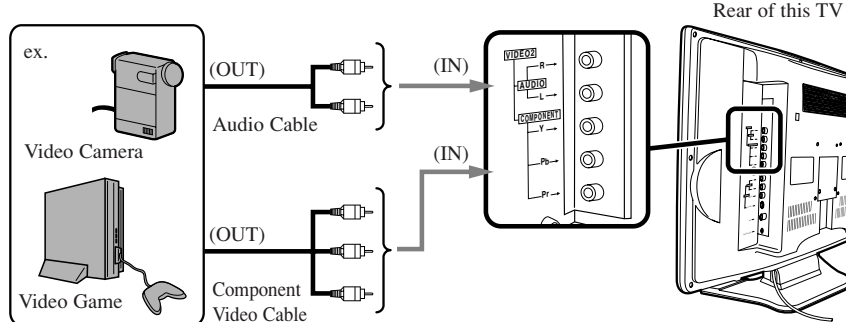 Rear of this TV
ex.
(OUT)
Audio Cable
Video Camera
(OUT)
Video Game
Component
Video Cable
(IN)
(IN)
VIDEO2
R
AUDIO
L
COMPONENT
Y
Pb
Pr